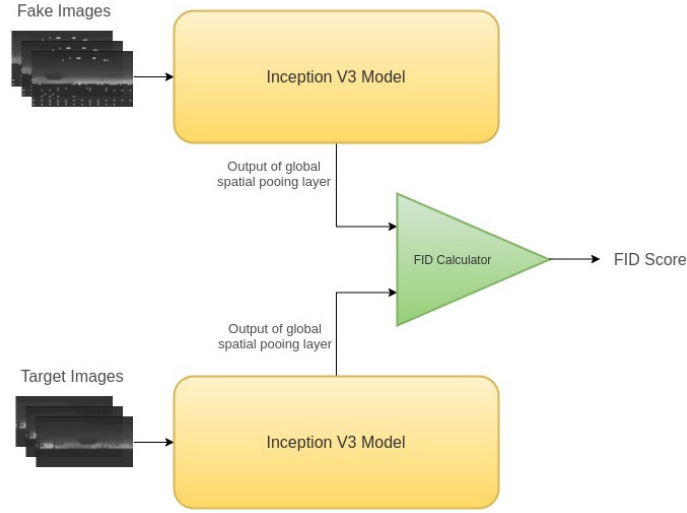 Fake Images
Inception V3 Model
Output of global
spatial pooing layer
FID Calculator
FID Score
Output of global
spatial pooing layer
Target Images
Inception V3 Model